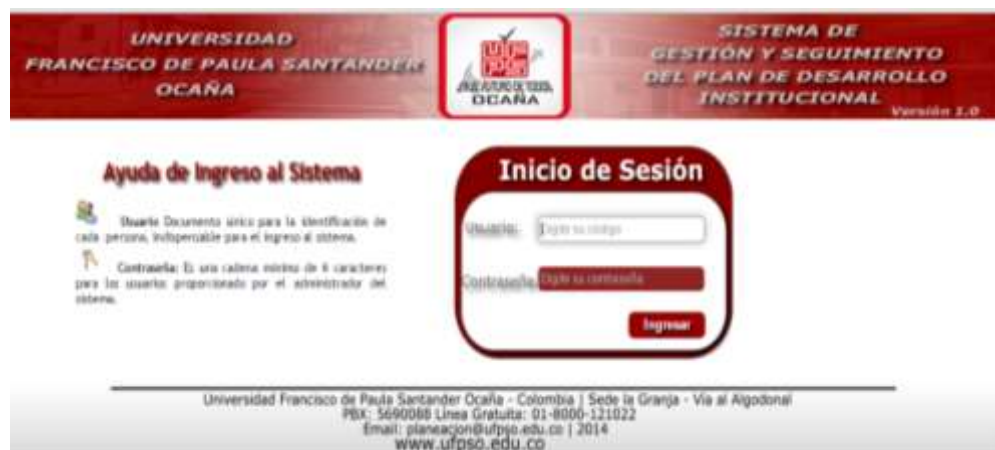 UNIVERSIDAD
FRANCISCO DE PAULA SANTANDER
OCAÑA
OCAÑA
SISTEMA DE
GESTIÓN Y SEGUIMIENTO
DEL PLAN DE DESARROLLO
INSTITUCIONAL
Versión 1.0
Ayuda de Ingreso al Sistema
Usuario Documento único para la identificación de
cada persona, indispensable para el ingreso al sistema.
Contraseña: Es una cadena mínimo de 6 caracteres
para los usuarios proporcionado por el administrador del
sistema.
Inicio de Sesión
Usuario: Digite su código
Contraseña Digite su contraseña
Ingresar
Universidad Francisco de Paula Santander Ocaña - Colombia | Sede la Granja - Via al Algodonal
PBX: 5690088 Linea Gratuita: 01-8000-121022
Email: planeacion@ufpso.edu.co | 2014
www.ufpso.edu.co